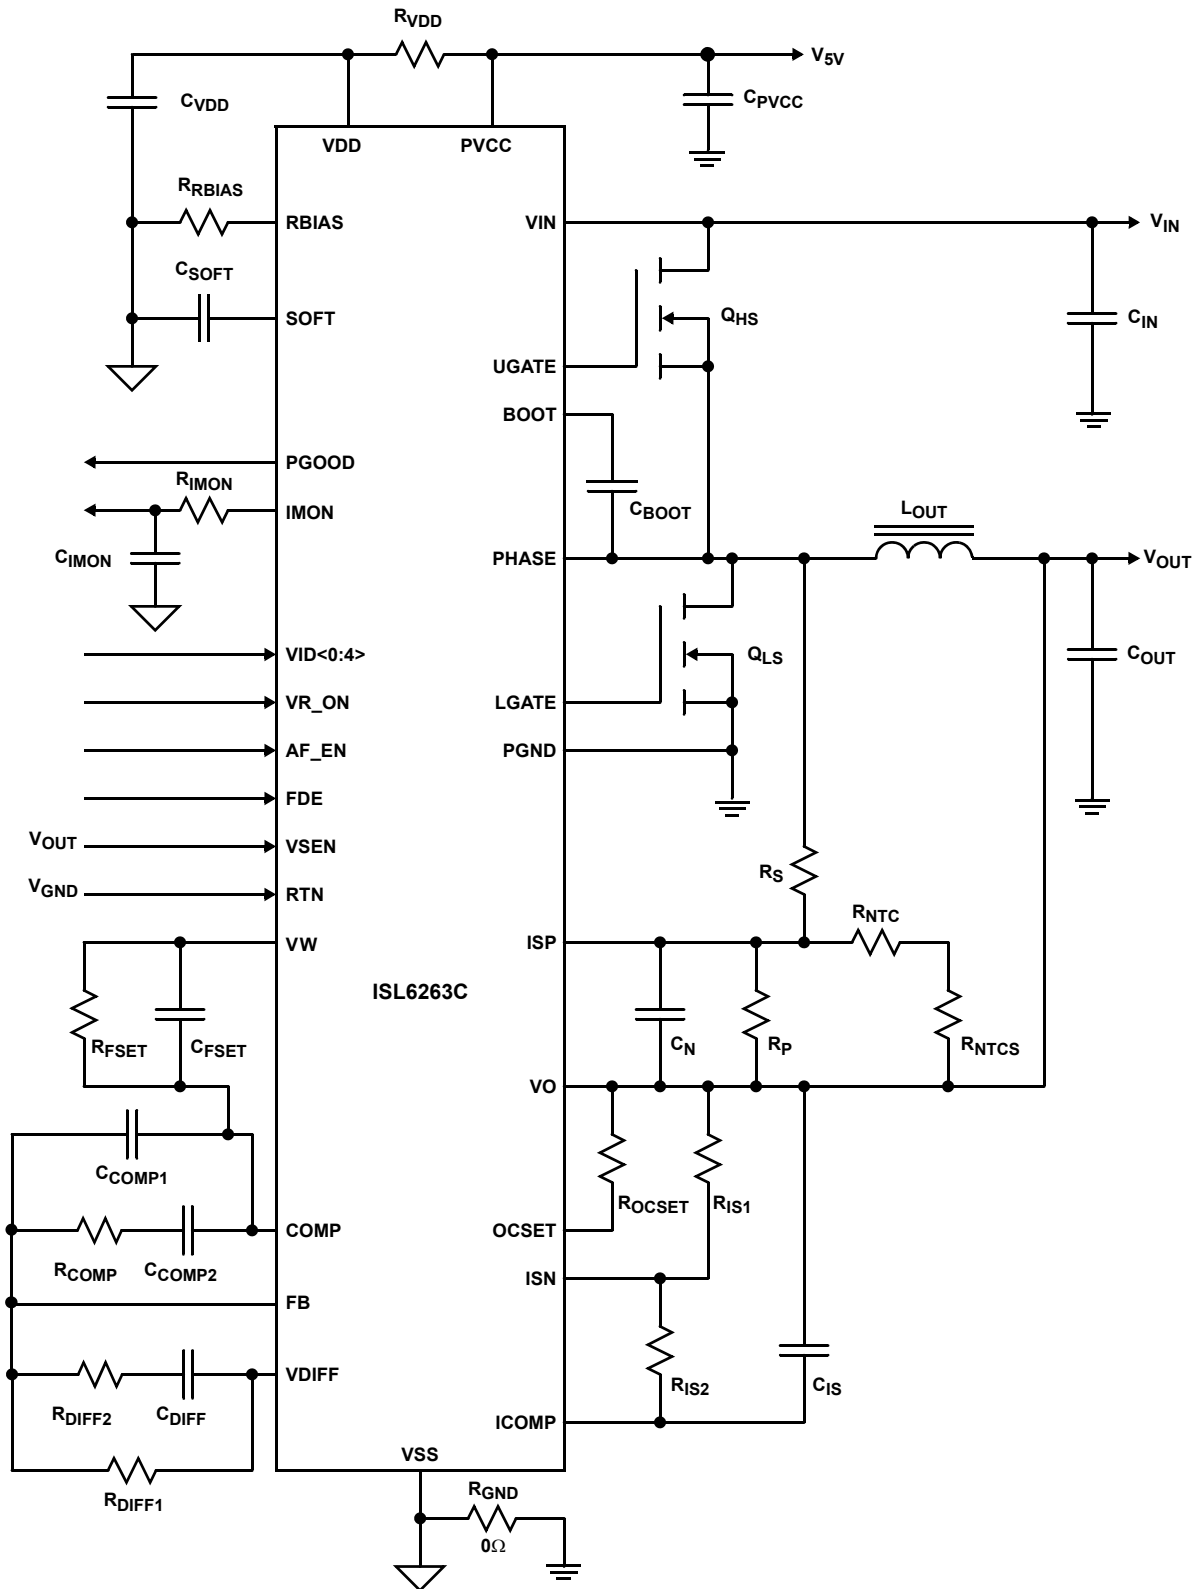 RVDD
V5V
CVDD
CPVCC
VDD
PVCC
RRBIAS
RBIAS
VIN
VIN
CSOFT
SOFT
QHS
CIN
UGATE
BOOT
PGOOD
RIMON
IMON
CBOOT
LOUT
CIMON
PHASE
VOUT
VID<0:4>
QLS
COUT
VR_ON
LGATE
AF_EN
PGND
FDE
VOUT
VSEN
RS
VGND
RTN
RNTC
VW
ISP
ISL6263C
RFSET
CFSET
CN
RP
RNTCS
VO
CCOMP1
ROCSET
RIS1
COMP
OCSET
RCOMP
CCOMP2
ISN
FB
VDIFF
RIS2
CIS
RDIFF2
CDIFF
ICOMP
VSS
RDIFF1
RGND
0Ω